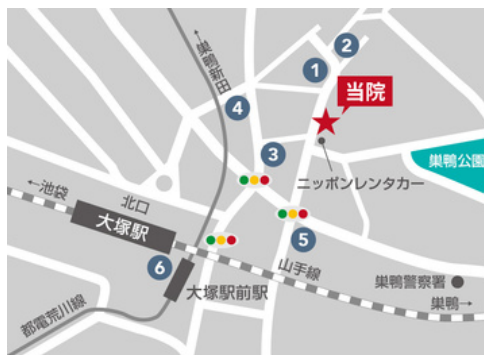 2
1
←巣鴨新田
当院
4
3
巣鴨公園
ニッポンレンタカー
←池袋
北口
大塚駅
5
山手線
6
大塚駅前駅
巣鴨警察署
巣鴨→
都電荒川線